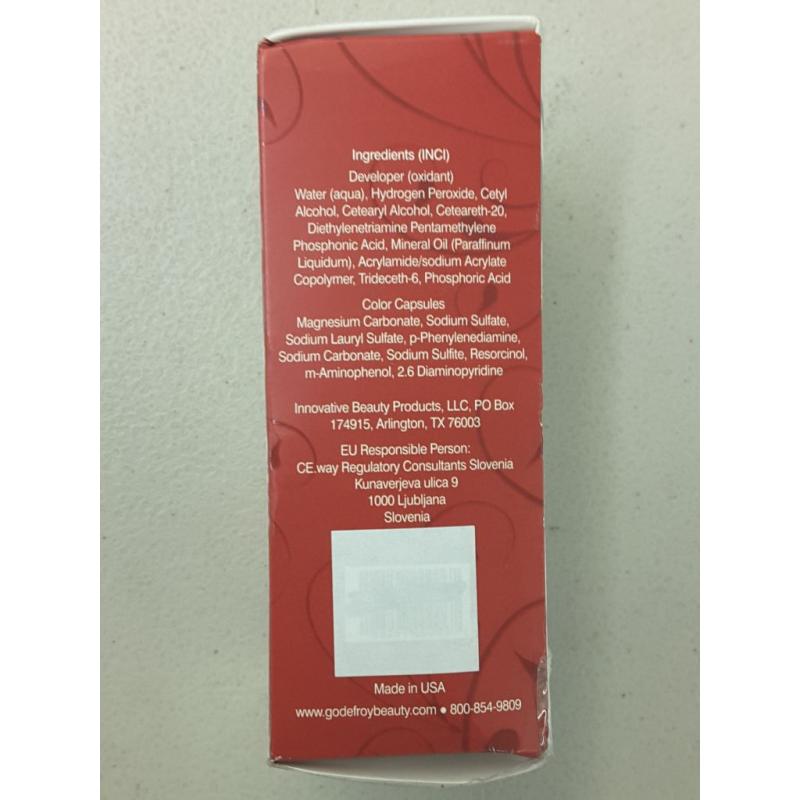 Ingredients (INCI)
Developer (oxidant)
Water (aqua), Hydrogen Peroxide, Cetyl
Alcohol, Cetearyl Alcohol, Ceteareth-20,
Diethylenetriamine Pentamethylene
Phosphonic Acid, Mineral Oil (Paraffinum
Liquidum), Acrylamide/sodium Acrylate
Copolymer, Trideceth-6, Phosphoric Acid
Color Capsules
Magnesium Carbonate, Sodium Sulfate,
Sodium Lauryl Sulfate, p-Phenylenediamine,
Sodium Carbonate, Sodium Sulfite, Resorcinol,
m-Aminophenol, 2.6 Diaminopyridine
Innovative Beauty Products, LLC, PO Box
174915, Arlington, TX 76003
EU Responsible Person:
CE.way Regulatory Consultants Slovenia
Kunaverjeva ulica 9
1000 Ljubljana
Slovenia
Made in USA
www.godefroybeauty.com ● 800-854-9809